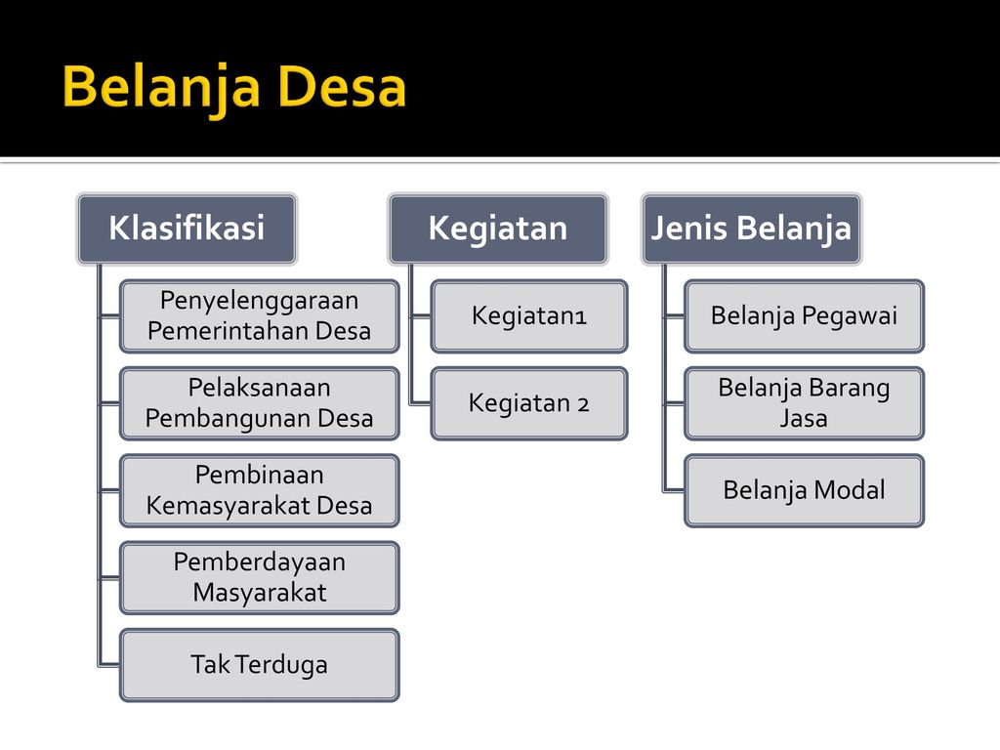 Belanja Desa
Klasifikasi
Penyelenggaraan
Pemerintahan Desa
Pelaksanaan
Pembangunan Desa
Pembinaan
Kemasyarakat Desa
Pemberdayaan
Masyarakat
Tak Terduga
Kegiatan
Kegiatan1
Kegiatan 2
Jenis Belanja
Belanja Pegawai
Belanja Barang
Jasa
Belanja Modal